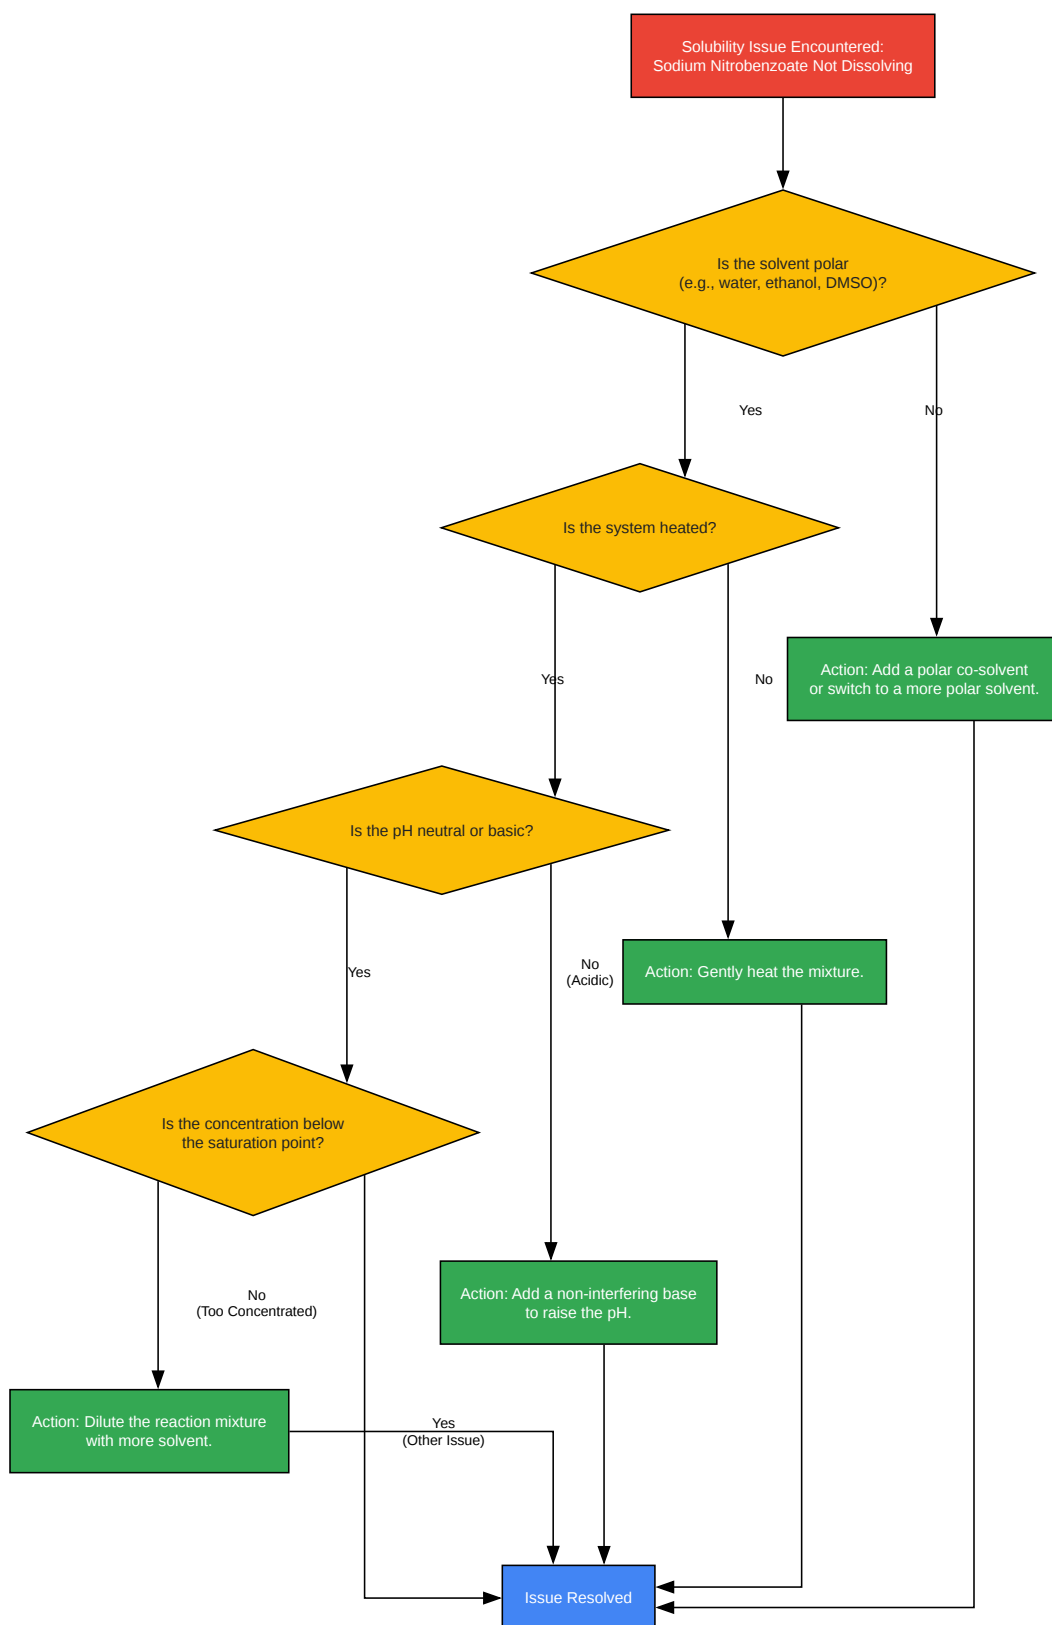 Solubility Issue Encountered:
Sodium Nitrobenzoate Not Dissolving
Is the solvent polar
(e.g., water, ethanol, DMSO)?
Yes
No
Is the system heated?
Yes
No
Action: Add a polar co-solvent
or switch to a more polar solvent.
Is the pH neutral or basic?
Yes
No
(Acidic)
Action: Gently heat the mixture.
Is the concentration below
the saturation point?
No
(Too Concentrated)
Action: Add a non-interfering base
to raise the pH.
Action: Dilute the reaction mixture
with more solvent.
Yes
(Other Issue)
Issue Resolved